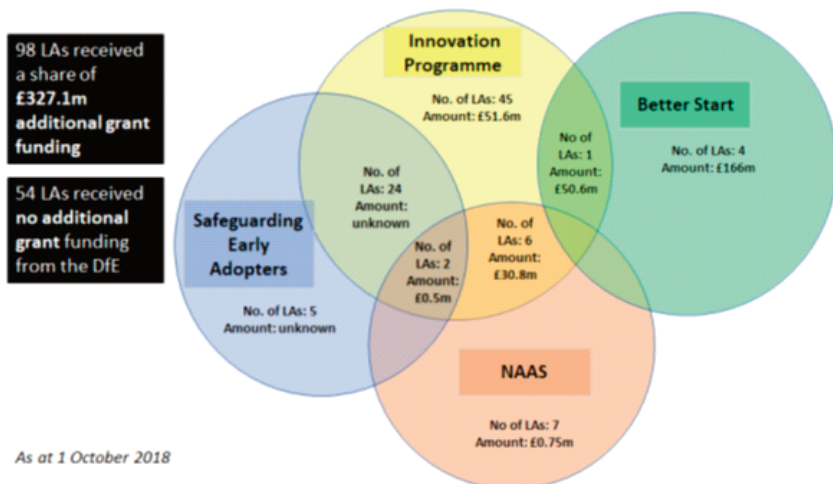 98 LAs received
a share of
£327.1m
additional grant
funding
54 LAs received
no additional
grant funding
from the DfE
Innovation
Programme
No. of LAs: 45
Amount: £51.6m
Better Start
No. of LAs: 4
Amount: £166m
No of
LAs: 1
Amount:
£50.6m
No. of
LAs: 24
Amount:
unknown
Safeguarding
Early
Adopters
No. of LAs: 5
Amount: unknown
No. of
LAs: 2
Amount:
£0.5m
No. of
LAs: 6
Amount:
£30.8m
NAAS
No of LAs: 7
Amount: £0.75m
As at 1 October 2018